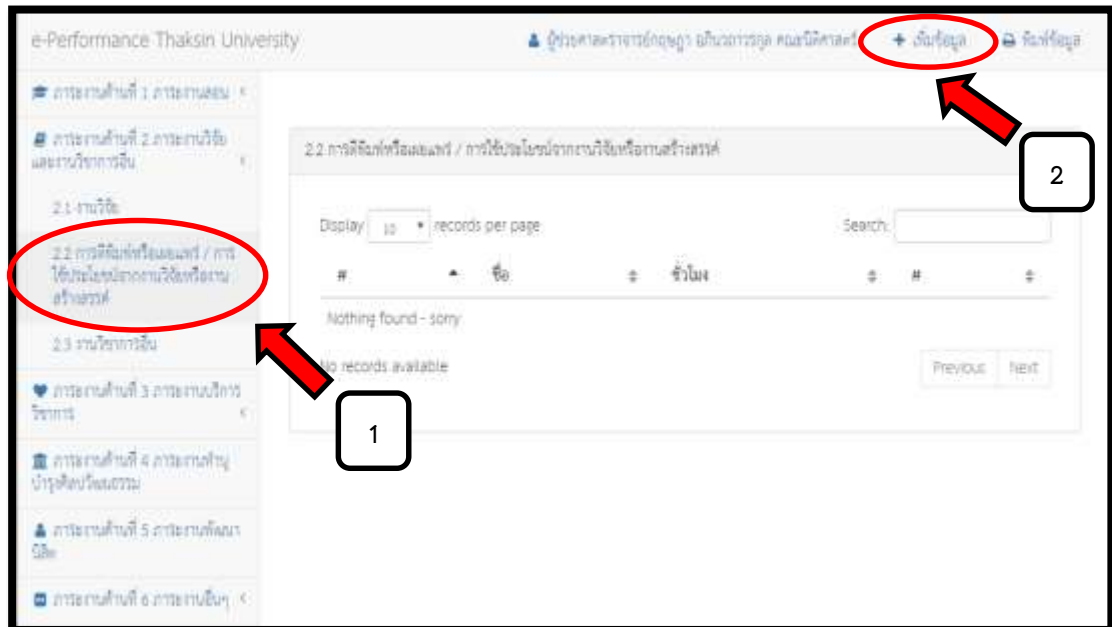 e-Performance Thaksin University
ผู้ช่วยศาสตราจารย์กฤษฎา อภินวถาวรกุล คณะนิติศาสตร์
+ เพิ่มข้อมูล
พิมพ์ข้อมูล
ภาระงานด้านที่ 1 ภาระงานสอน
ภาระงานด้านที่ 2 ภาระงานวิจัย
และงานวิชาการอื่น
2.1 งานวิจัย
2.2 การตีพิมพ์หรือเผยแพร่ / การ
ใช้ประโยชน์จากงานวิจัยหรืองาน
สร้างสรรค์
2.3 งานวิชาการอื่น
ภาระงานด้านที่ 3 ภาระงานบริการ
วิชาการ
ภาระงานด้านที่ 4 ภาระงานทำนุ
บำรุงศิลปวัฒนธรรม
ภาระงานด้านที่ 5 ภาระงานพัฒนา
นิสิต
ภาระงานด้านที่ 6 ภาระงานอื่นๆ
2.2 การตีพิมพ์หรือเผยแพร่ / การใช้ประโยชน์จากงานวิจัยหรืองานสร้างสรรค์
Display 10 records per page
Search:
# ชื่อ ชั่วโมง #
Nothing found - sorry
No records available
Previous Next
1
2